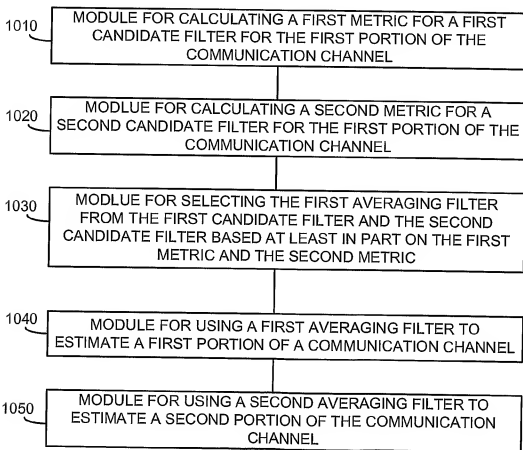 1010
MODULE FOR CALCULATING A FIRST METRIC FOR A FIRST
CANDIDATE FILTER FOR THE FIRST PORTION OF THE
COMMUNICATION CHANNEL
1020
MODLUE FOR CALCULATING A SECOND METRIC FOR A
SECOND CANDIDATE FILTER FOR THE FIRST PORTION OF THE
COMMUNICATION CHANNEL
1030
MODLUE FOR SELECTING THE FIRST AVERAGING FILTER
FROM THE FIRST CANDIDATE FILTER AND THE SECOND
CANDIDATE FILTER BASED AT LEAST IN PART ON THE FIRST
METRIC AND THE SECOND METRIC
1040
MODULE FOR USING A FIRST AVERAGING FILTER TO
ESTIMATE A FIRST PORTION OF A COMMUNICATION CHANNEL
1050
MODULE FOR USING A SECOND AVERAGING FILTER TO
ESTIMATE A SECOND PORTION OF THE COMMUNICATION
CHANNEL